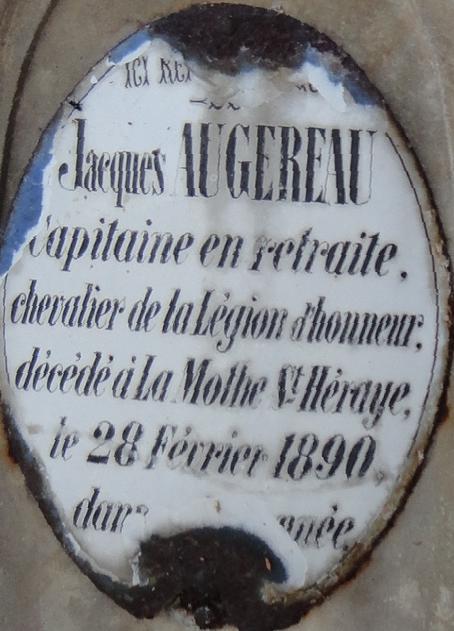 ICI
Jacques AUGEREAU
Capitaine en retraite,
chevalier de la Légion d'honneur,
décédé à La Mothe St Héraye,
le 28 Février 1890,